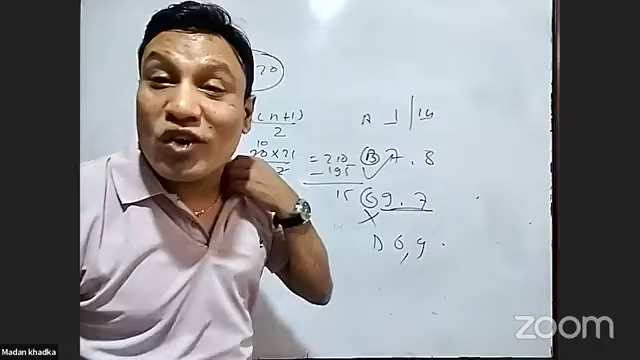 20
(n+1) A 1 | 14
2
10
20 × 21 = 210 B 7.8
2 - 195
15 C 9.7
X
D 6,9
zoom
Madan khadka